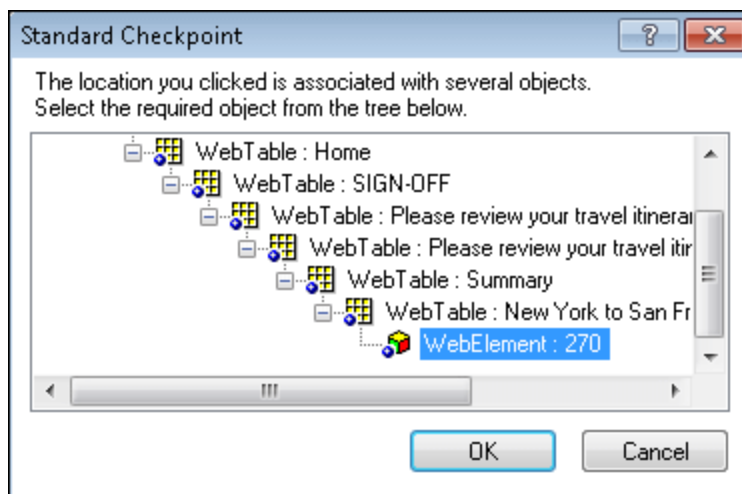 Standard Checkpoint
The location you clicked is associated with several objects.
Select the required object from the tree below.
WebTable : Home
WebTable : SIGN-OFF
WebTable : Please review your travel itinerar
WebTable : Please review your travel itir
WebTable : Summary
WebTable : New York to San Fr
WebElement : 270
OK Cancel